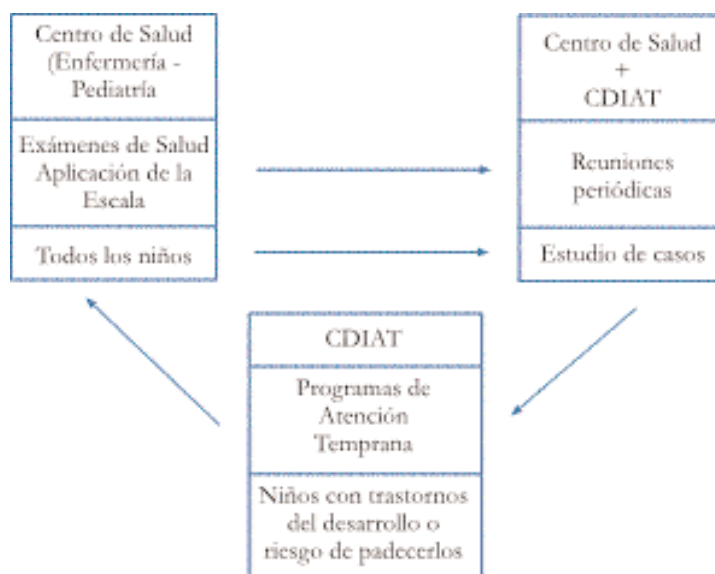 Centro de Salud
(Enfermería -
Pediatría
Exámenes de Salud
Aplicación de la
Escala
Todos los niños
Centro de Salud
+
CDIAT
Reuniones
periódicas
Estudio de casos
CDIAT
Programas de
Atención
Temprana
Niños con trastornos
del desarrollo o
riesgo de padecerlos